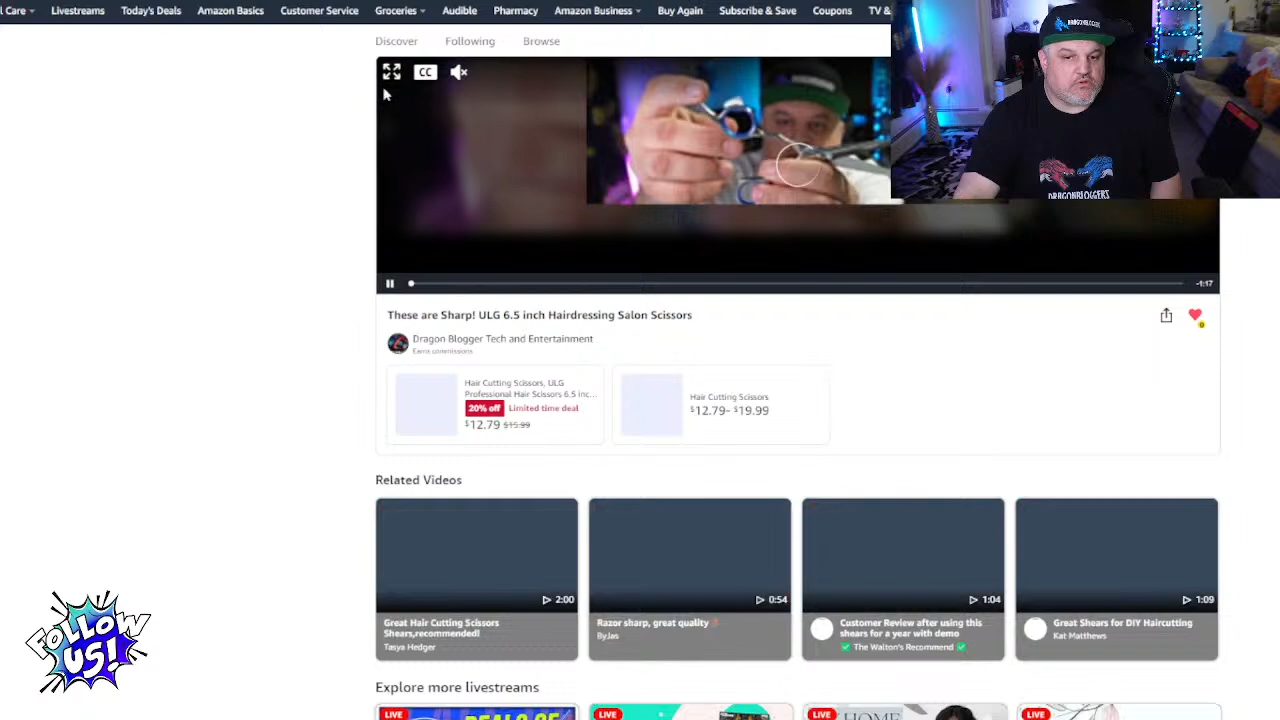 l Care Livestreams Today's Deals Amazon Basics Customer Service Groceries Audible Pharmacy Amazon Business Buy Again Subscribe & Save Coupons TV &
Discover Following Browse
CC
DRAGONBLOGGERS
DRAGONBLOGGERS
-1:17
These are Sharp! ULG 6.5 inch Hairdressing Salon Scissors
0
Dragon Blogger Tech and Entertainment
Earns commissions
Hair Cutting Scissors, ULG
Professional Hair Scissors 6.5 inc...
20% off Limited time deal
$12.79 $15.99
Hair Cutting Scissors
$12.79- $19.99
Related Videos
2:00
Great Hair Cutting Scissors
Shears,recommended!
Tasya Hedger
0:54
Razor sharp, great quality
ByJas
1:04
Customer Review after using this
shears for a year with demo
✅ The Walton's Recommend ✅
1:09
Great Shears for DIY Haircutting
Kat Matthews
FOLLOW
US!
Explore more livestreams
LIVE
LIVE
LIVE
HOME
LIVE